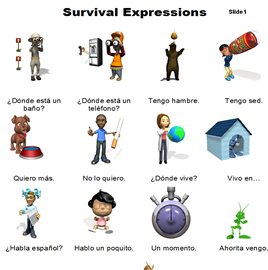 Survival Expressions
Slide 1
¿Dónde está un baño?
¿Dónde está un teléfono?
Tengo hambre.
Tengo sed.
Quiero más.
No lo quiero.
¿Dónde vive?
Vivo en...
¿Habla español?
Hablo un poquito.
Un momento.
Ahorita vengo.